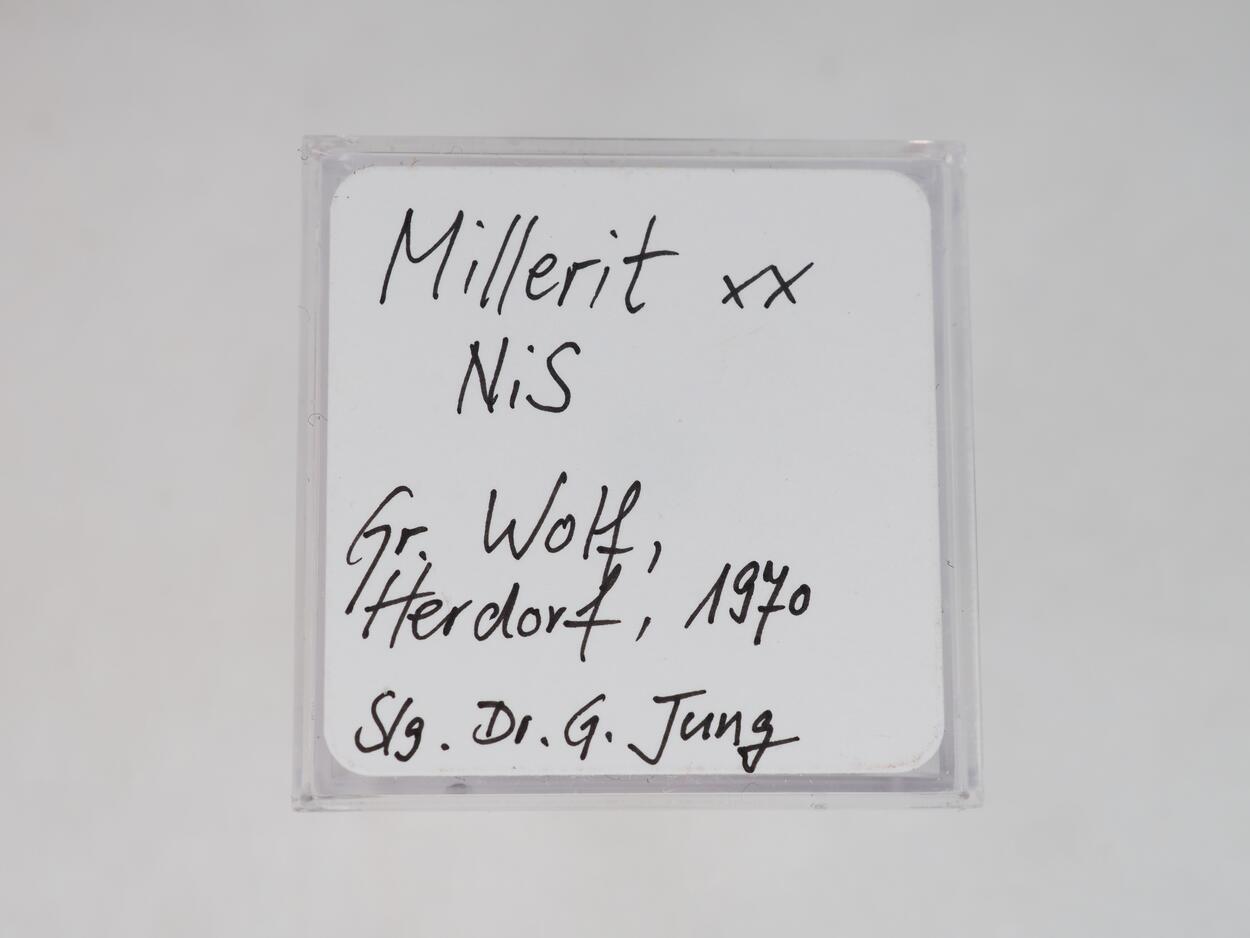 Millerit xx
NiS
Gr. Wolf,
Herdorf, 1970
Slg. Dr. G. Jung